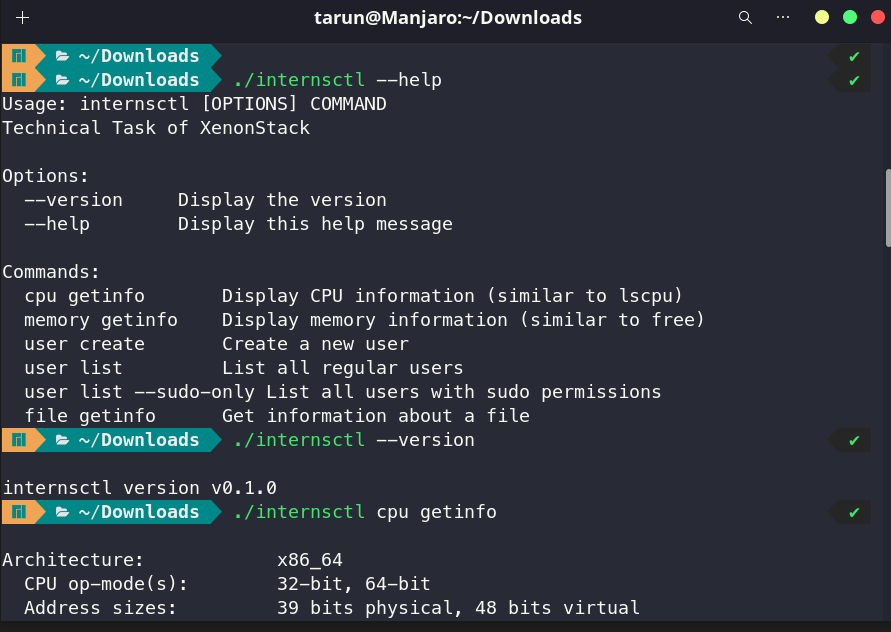 tarun@Manjaro:~/Downloads
~/Downloads
~/Downloads ./internsctl --help
Usage: internsctl [OPTIONS] COMMAND
Technical Task of XenonStack
Options:
--version Display the version
--help Display this help message
Commands:
cpu getinfo Display CPU information (similar to lscpu)
memory getinfo Display memory information (similar to free)
user create Create a new user
user list List all regular users
user list --sudo-only List all users with sudo permissions
file getinfo Get information about a file
~/Downloads ./internsctl --version
internsctl version v0.1.0
~/Downloads ./internsctl cpu getinfo
Architecture: x86_64
CPU op-mode(s): 32-bit, 64-bit
Address sizes: 39 bits physical, 48 bits virtual